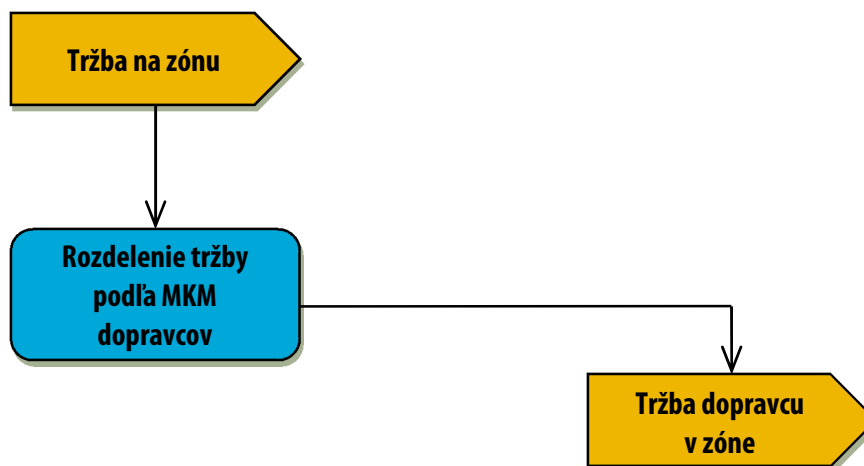 Tržba na zónu
Rozdelenie tržby
podľa MKM
dopravcov
Tržba dopravcu
v zóne